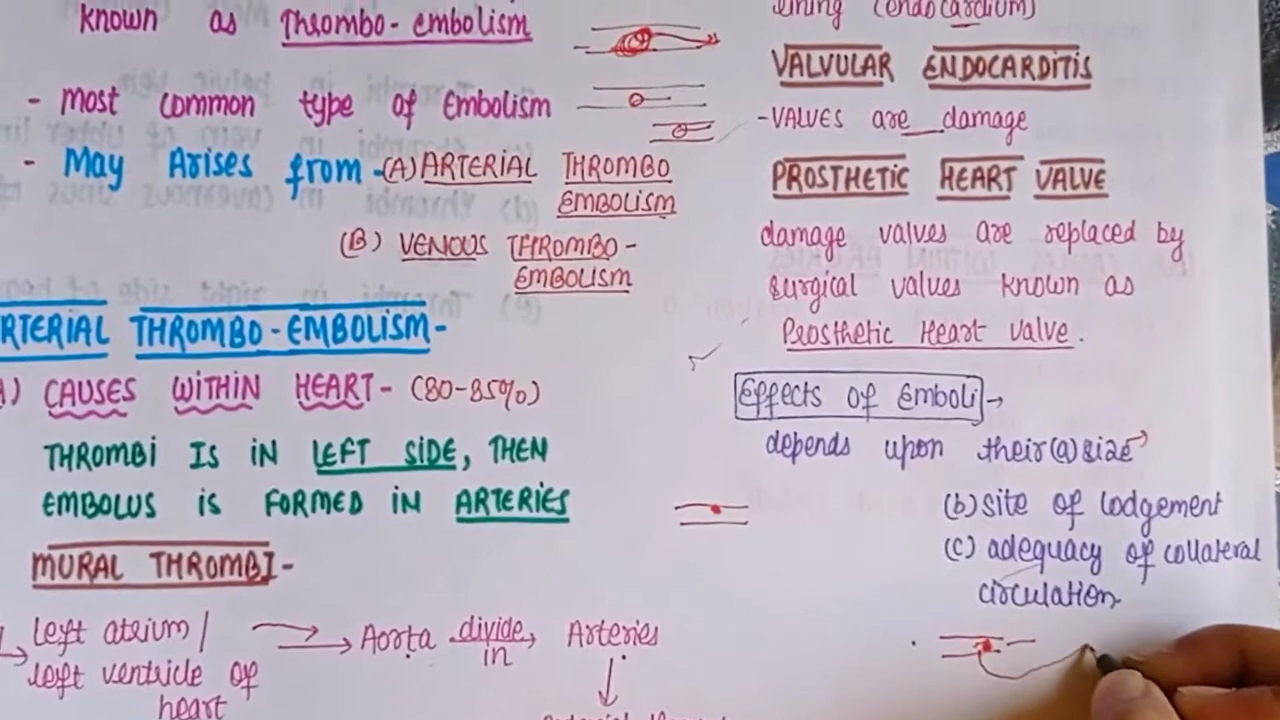 known as Thrombo-embolism
- Most common type of Embolism
- May Arises from -(A) ARTERIAL THROMBO
EMBOLISM
(B) VENOUS THROMBO-
EMBOLISM
ARTERIAL THROMBO-EMBOLISM-
A) CAUSES WITHIN HEART- (80-85%)
THROMBI IS IN LEFT SIDE, THEN
EMBOLUS IS FORMED IN ARTERIES
MURAL THROMBI-
Left atrium/
left ventricle of
heart
Aorta divide in Arteries
lining (endocardium)
VALVULAR ENDOCARDITIS
-VALVES are damage
PROSTHETIC HEART VALVE
damage valves are replaced by
surgical valves known as
Prosthetic Heart valve.
Effects of Emboli
depends upon their (a) size
(b) site of lodgement
(c) adequacy of collateral
circulation